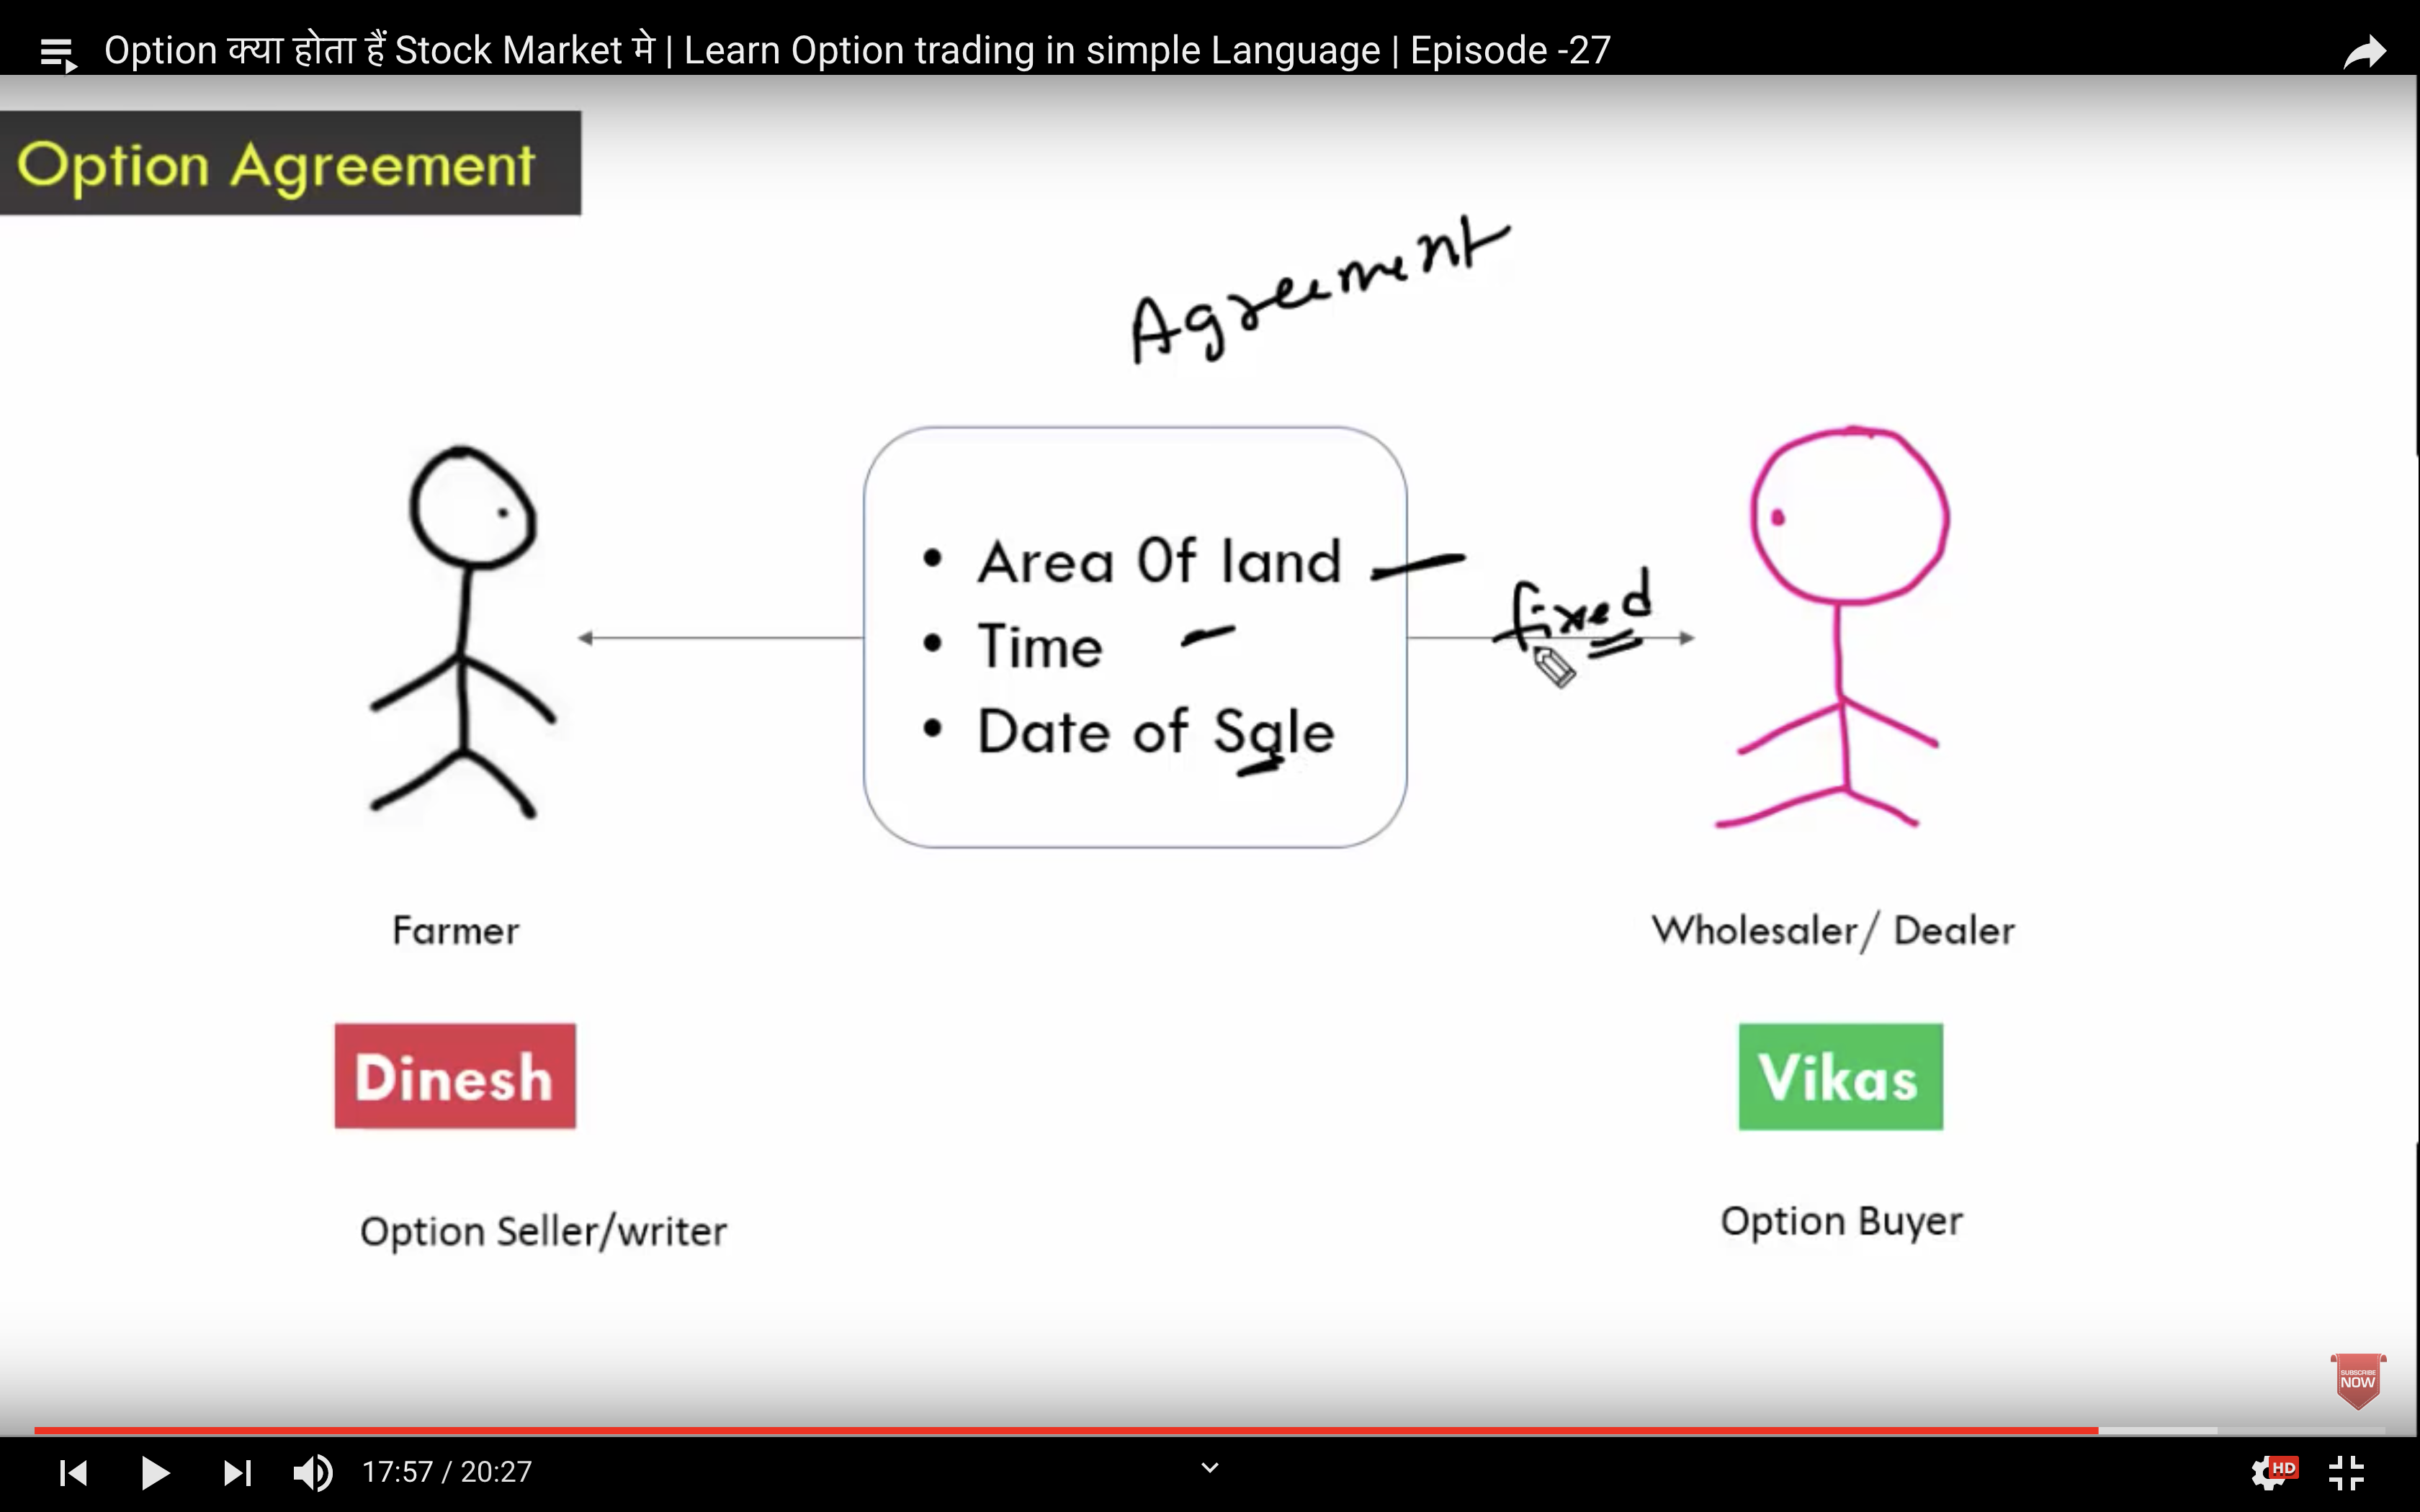 Option क्या होता हैं Stock Market मे | Learn Option trading in simple Language | Episode -27
Option Agreement
Agreement
• Area Of land
fixed
• Time
• Date of Sale
Farmer
Wholesaler/ Dealer
Dinesh
Vikas
Option Seller/writer
Option Buyer
SUBSCRIBE
NOW
17:57 / 20:27
HD